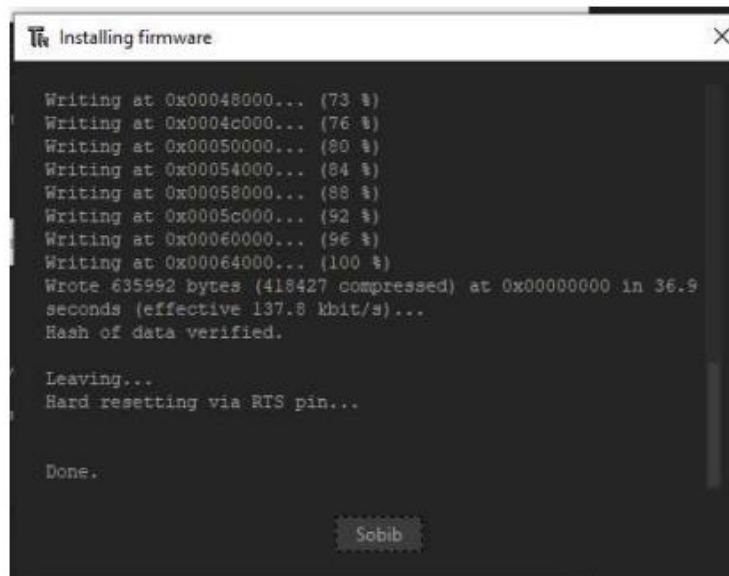 Installing firmware
Writing at 0x00048000... (73 %)
Writing at 0x0004c000... (76 %)
Writing at 0x00050000... (80 %)
Writing at 0x00054000... (84 %)
Writing at 0x00058000... (88 %)
Writing at 0x0005c000... (92 %)
Writing at 0x00060000... (96 %)
Writing at 0x00064000... (100 %)
Wrote 635992 bytes (418427 compressed) at 0x00000000 in 36.9
seconds (effective 137.8 kbit/s)...
Hash of data verified.
Leaving...
Hard resetting via RTS pin...
Done.
Sobib